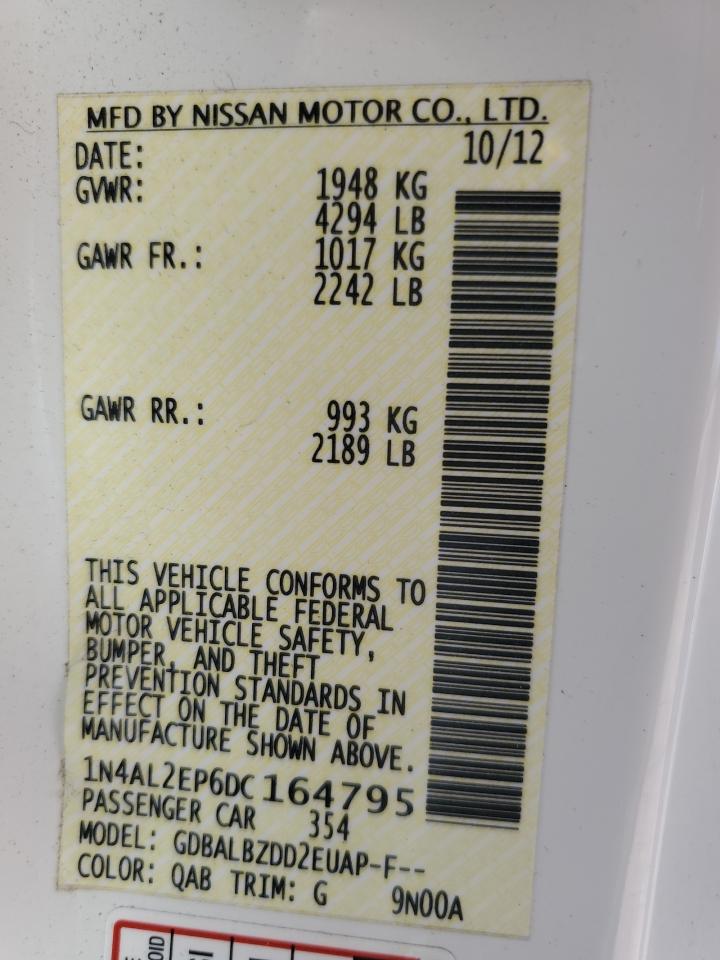 MFD BY NISSAN MOTOR CO., LTD.
DATE: 10/12
GVWR: 1948 KG
4294 LB
GAWR FR.: 1017 KG
2242 LB
GAWR RR.: 993 KG
2189 LB
THIS VEHICLE CONFORMS TO
ALL APPLICABLE FEDERAL
MOTOR VEHICLE SAFETY,
BUMPER, AND THEFT
PREVENTION STANDARDS IN
EFFECT ON THE DATE OF
MANUFACTURE SHOWN ABOVE.
1N4AL2EP6DC164795
PASSENGER CAR 354
MODEL: GDBALBZDD2EUAP-F--
COLOR: QAB TRIM: G 9N00A